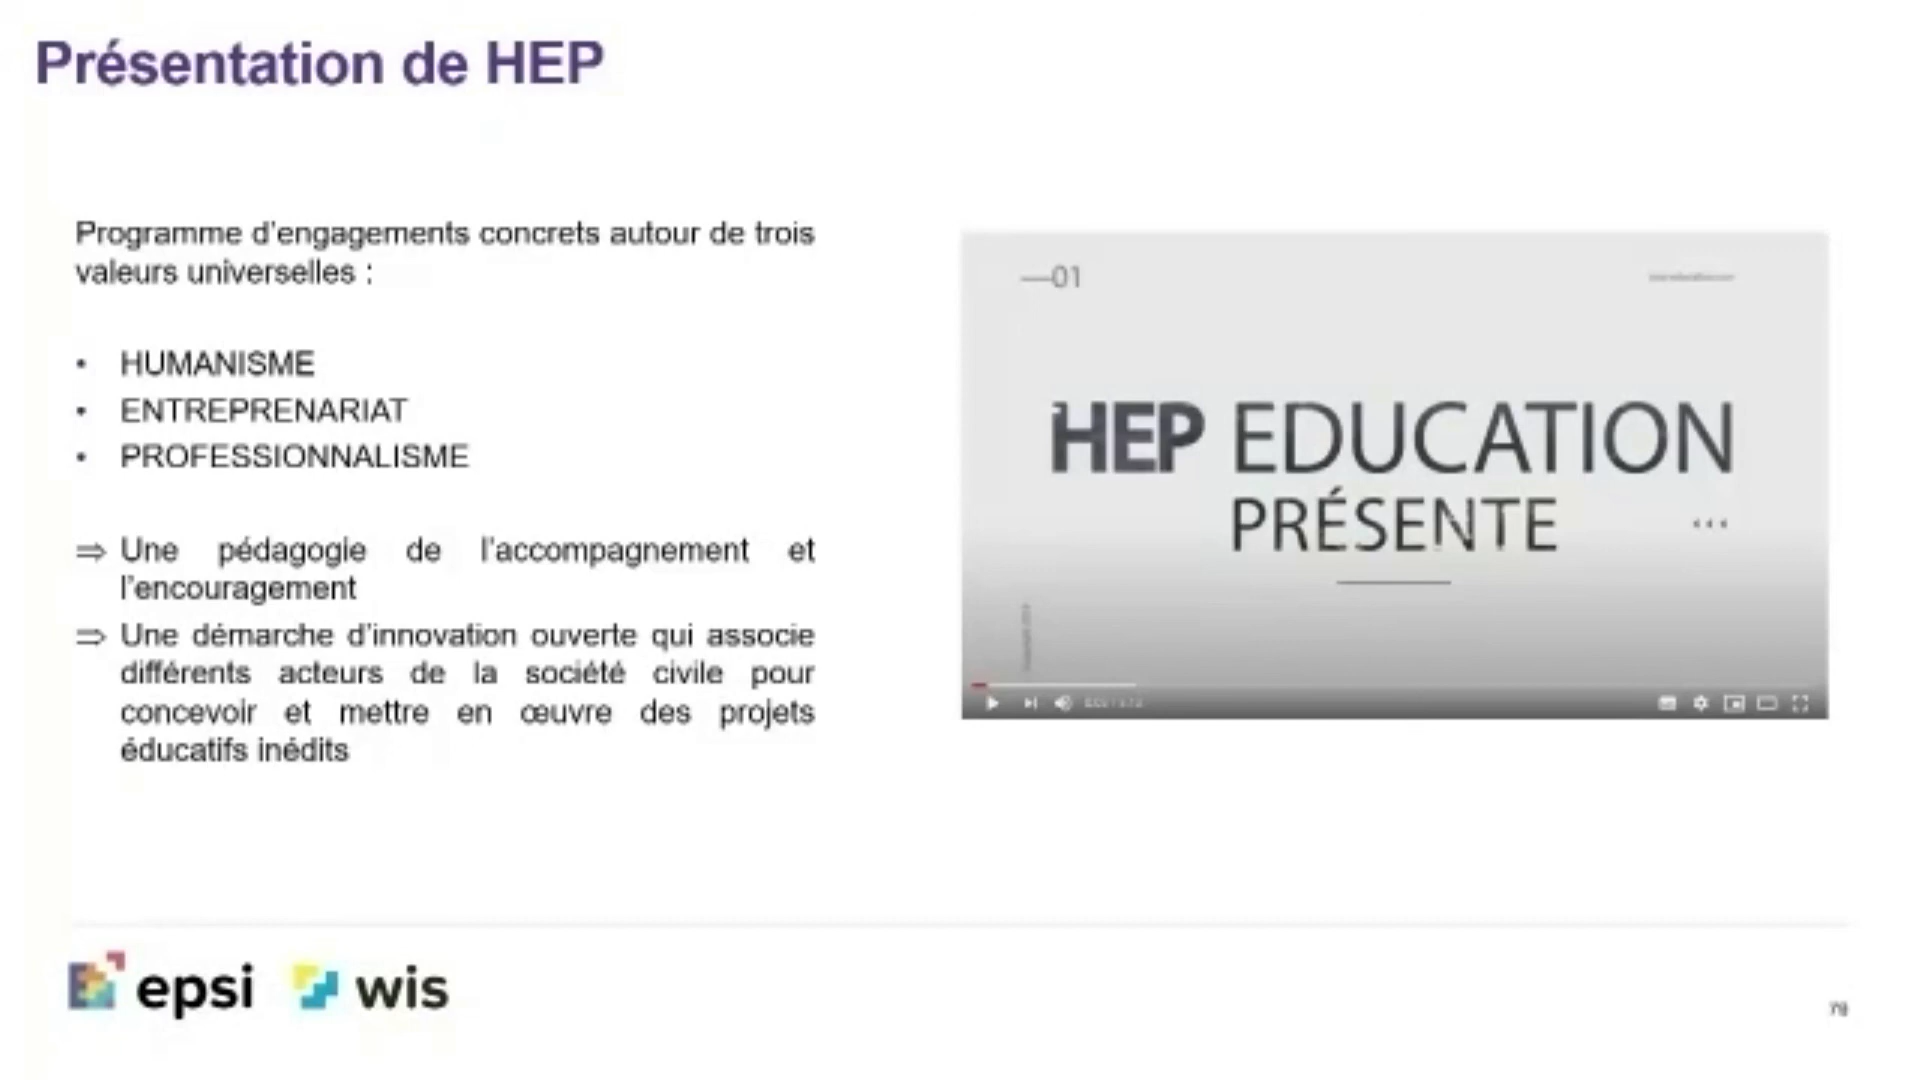 Présentation de HEP
Programme d'engagements concrets autour de trois
valeurs universelles :
• HUMANISME
• ENTREPRENARIAT
• PROFESSIONNALISME
⇒ Une pédagogie de l'accompagnement et
l'encouragement
⇒ Une démarche d'innovation ouverte qui associe
différents acteurs de la société civile pour
concevoir et mettre en œuvre des projets
éducatifs inédits
—01
HEP EDUCATION
PRÉSENTE
epsi wis